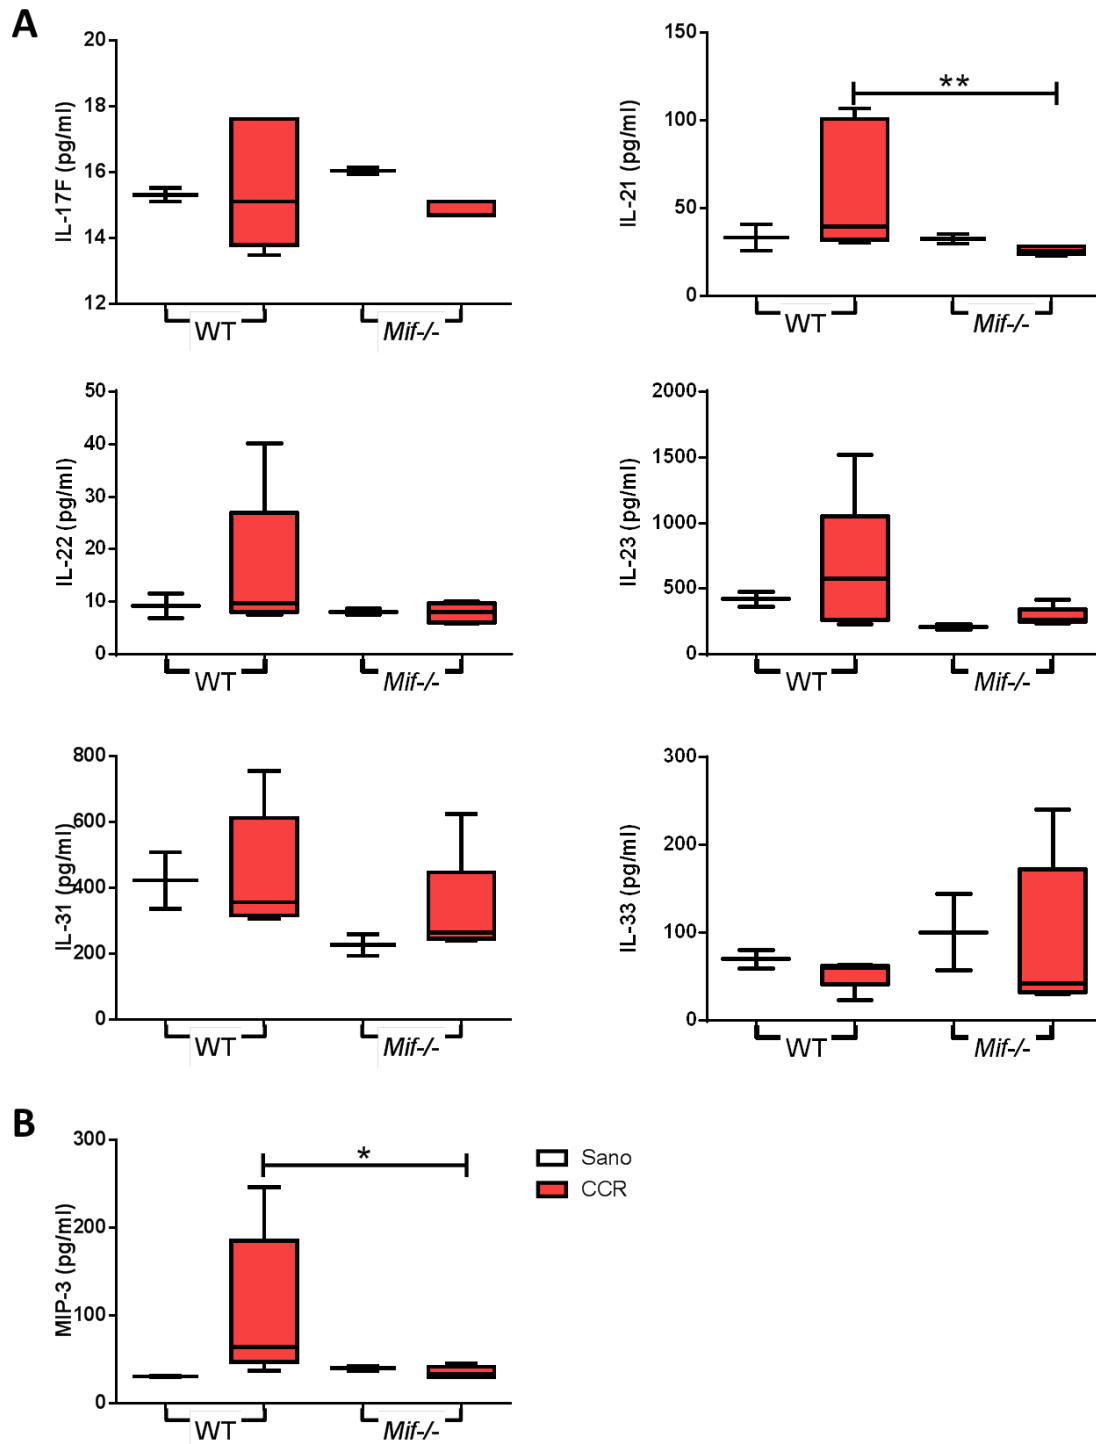 A
IL-17F (pg/ml)
20
18
16
14
12
WT
Mif-/-
IL-21 (pg/ml)
150
100
50
0
**
WT
Mif-/-
IL-22 (pg/ml)
50
40
30
20
10
0
WT
Mif-/-
IL-23 (pg/ml)
2000
1500
1000
500
0
WT
Mif-/-
IL-31 (pg/ml)
800
600
400
200
0
WT
Mif-/-
IL-33 (pg/ml)
300
200
100
0
WT
Mif-/-
B
MIP-3 (pg/ml)
300
200
100
0
*
WT
Mif-/-
Sano
CCR